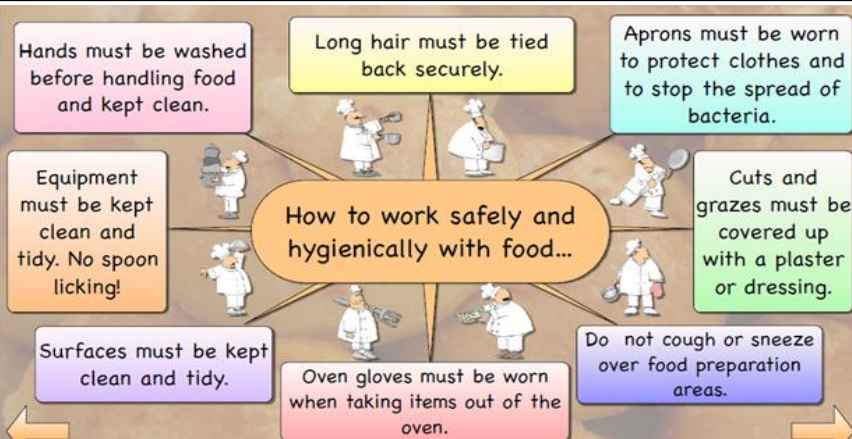 Hands must be washed
before handling food
and kept clean.
Long hair must be tied
back securely.
Aprons must be worn
to protect clothes and
to stop the spread of
bacteria.
Equipment
must be kept
clean and
tidy. No spoon
licking!
How to work safely and
hygienically with food...
Cuts and
grazes must be
covered up
with a plaster
or dressing.
Surfaces must be kept
clean and tidy.
Oven gloves must be worn
when taking items out of the
oven.
Do not cough or sneeze
over food preparation
areas.